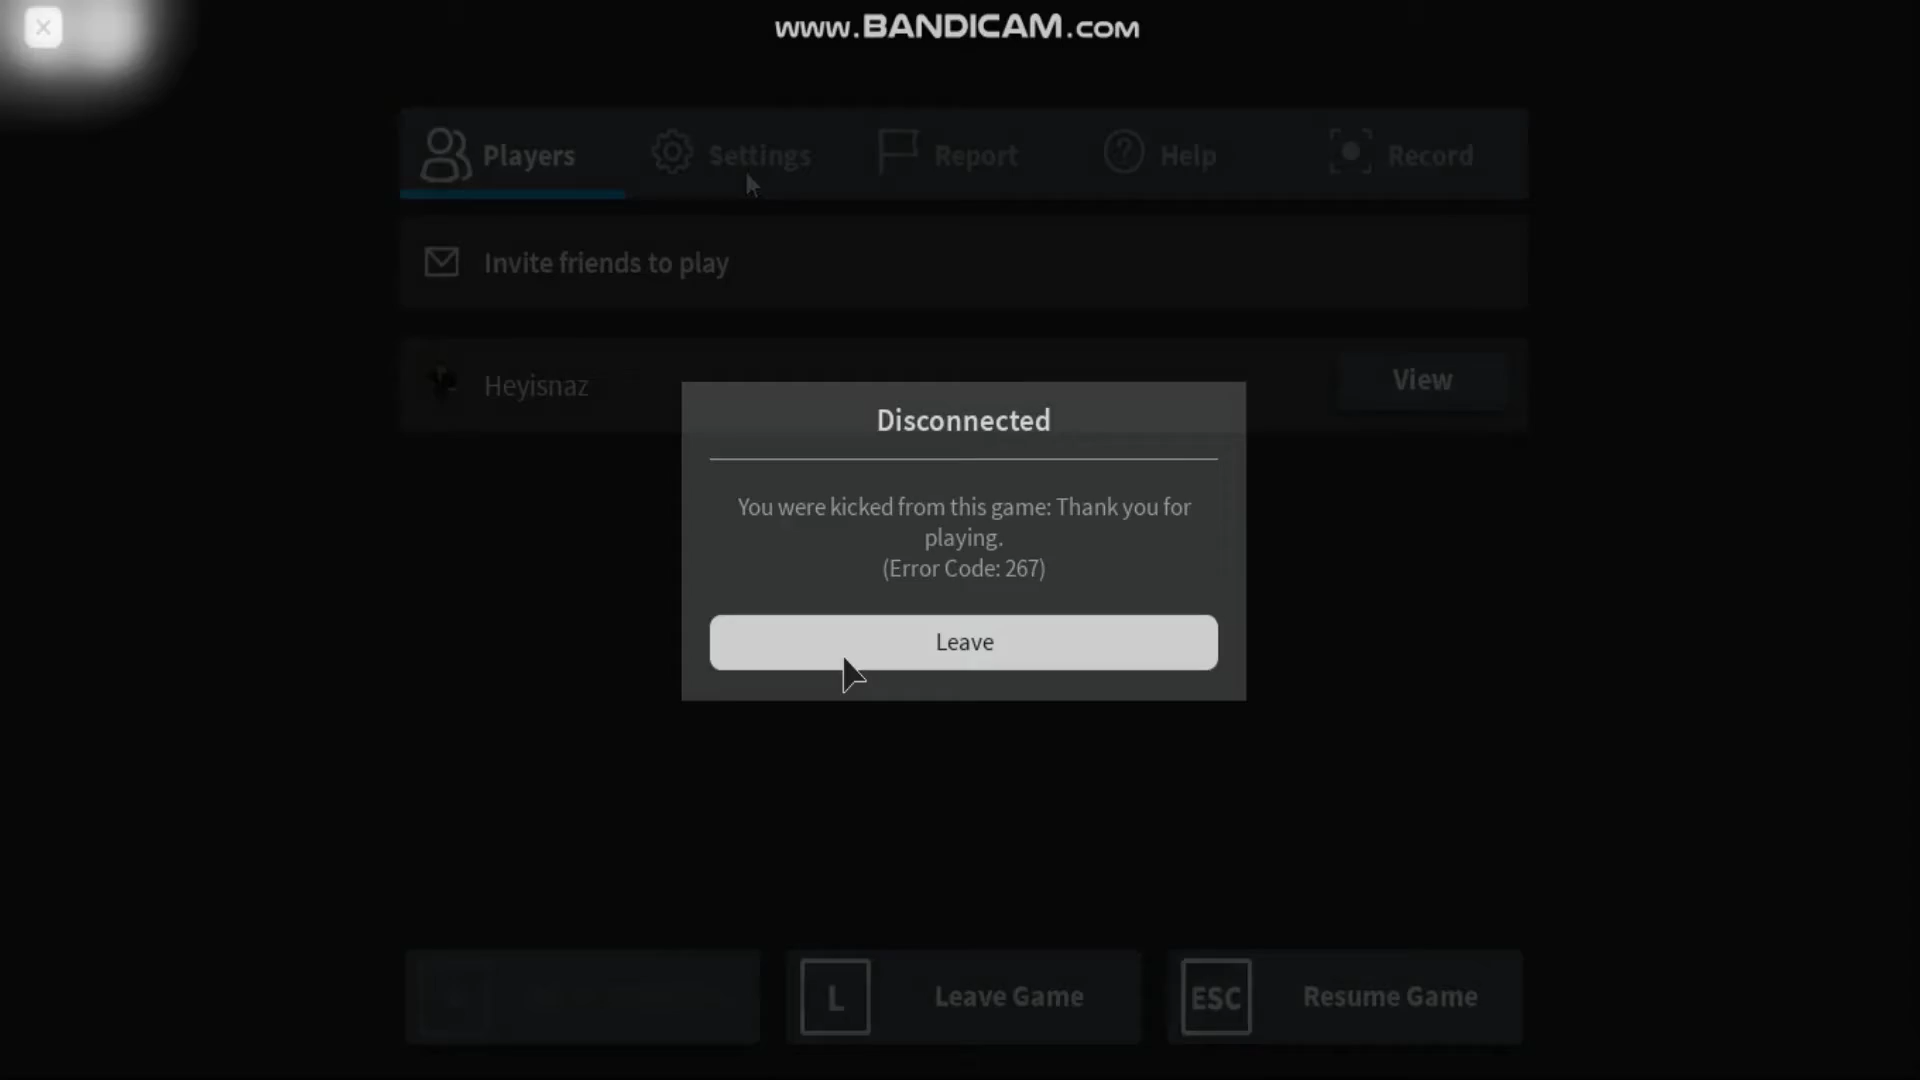 www.BANDICAM.COM
Players
Settings
Report
Help
Record
Invite friends to play
Heyisnaz
View
Disconnected
You were kicked from this game: Thank you for
playing.
(Error Code: 267)
Leave
L
Leave Game
ESC
Resume Game